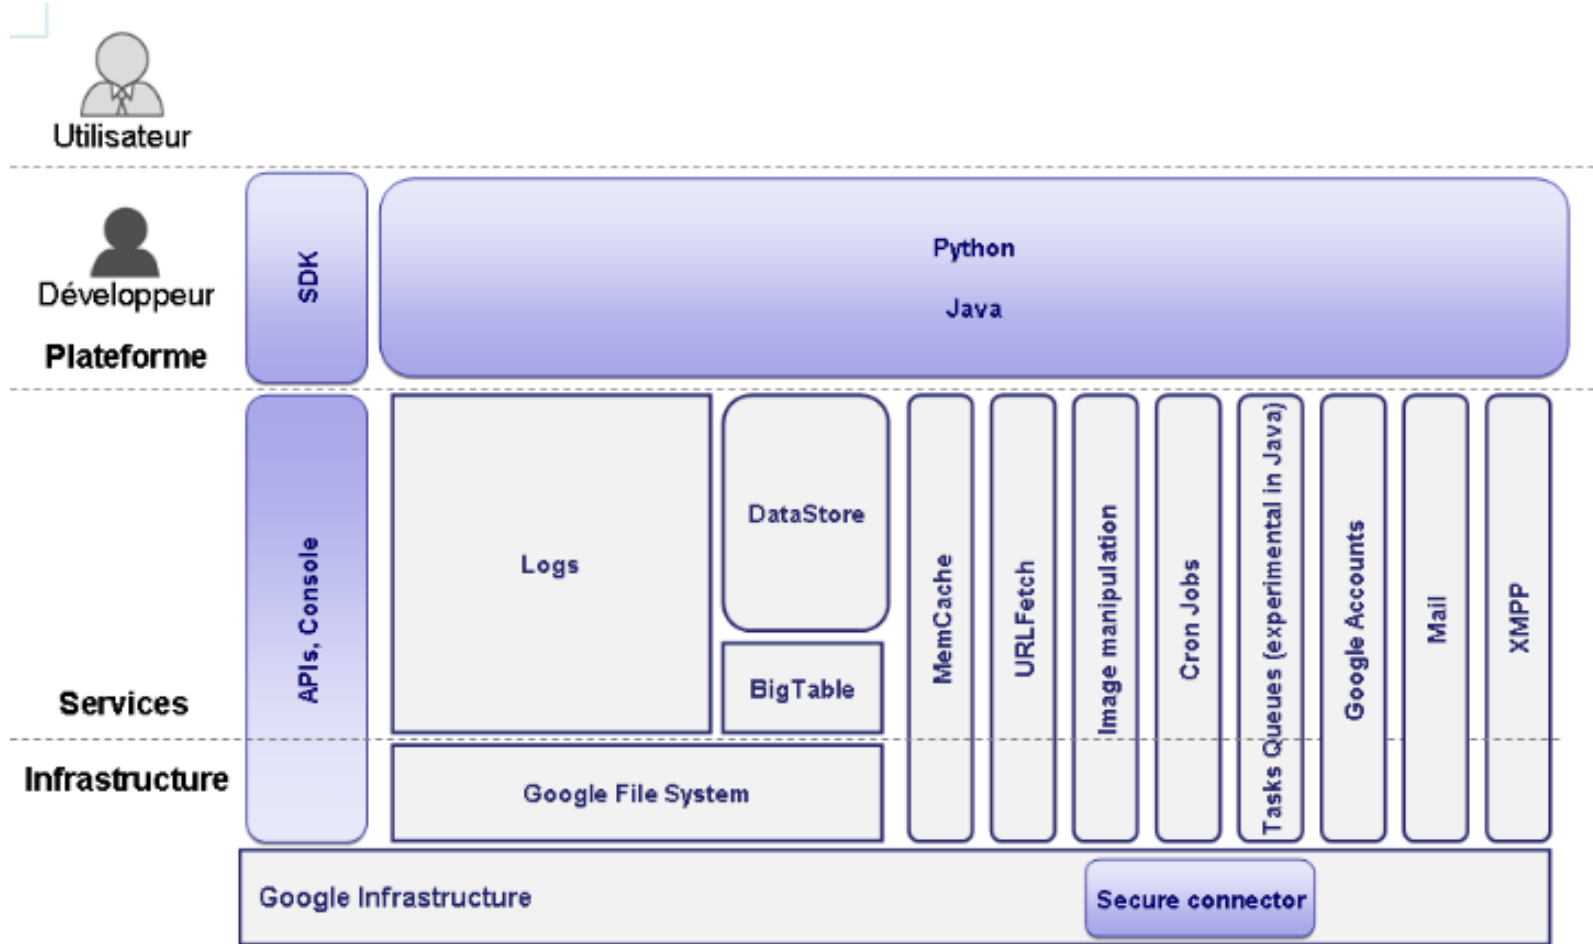 Utilisateur
Développeur
Plateforme
SDK
Python
Java
Services
Infrastructure
APIs, Console
Logs
DataStore
BigTable
Google File System
MemCache
URLFetch
Image manipulation
Cron Jobs
Tasks Queues (experimental in Java)
Google Accounts
Mail
XMPP
Google Infrastructure
Secure connector